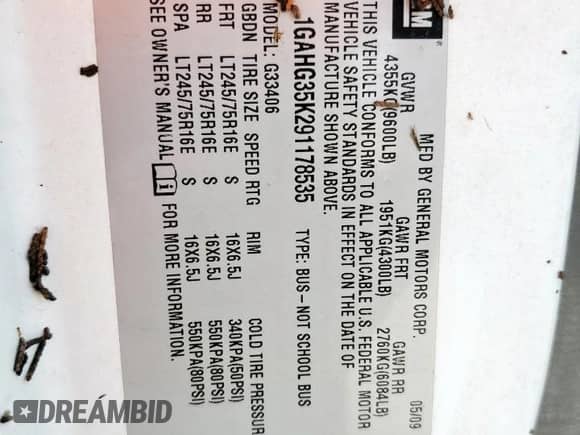 GM
MFD BY GENERAL MOTORS CORP. 05/09
GVWR GAWR FRT GAWR RR
4355KG(9600LB) 1951KG(4300LB) 2760KG(6084LB)
THIS VEHICLE CONFORMS TO ALL APPLICABLE U.S. FEDERAL MOTOR
VEHICLE SAFETY STANDARDS IN EFFECT ON THE DATE OF
MANUFACTURE SHOWN ABOVE.
1GAHG35K291178535 TYPE: BUS-NOT SCHOOL BUS
MODEL: G33406
GBDN TIRE SIZE SPEED RTG RIM COLD TIRE PRESSUR
FRT LT245/75R16E S 16X6.5J 340KPA(50PSI)
RR LT245/75R16E S 16X6.5J 550KPA(80PSI)
SPA LT245/75R16E S 16X6.5J 550KPA(80PSI)
SEE OWNER'S MANUAL FOR MORE INFORMATION.
DREAMBID